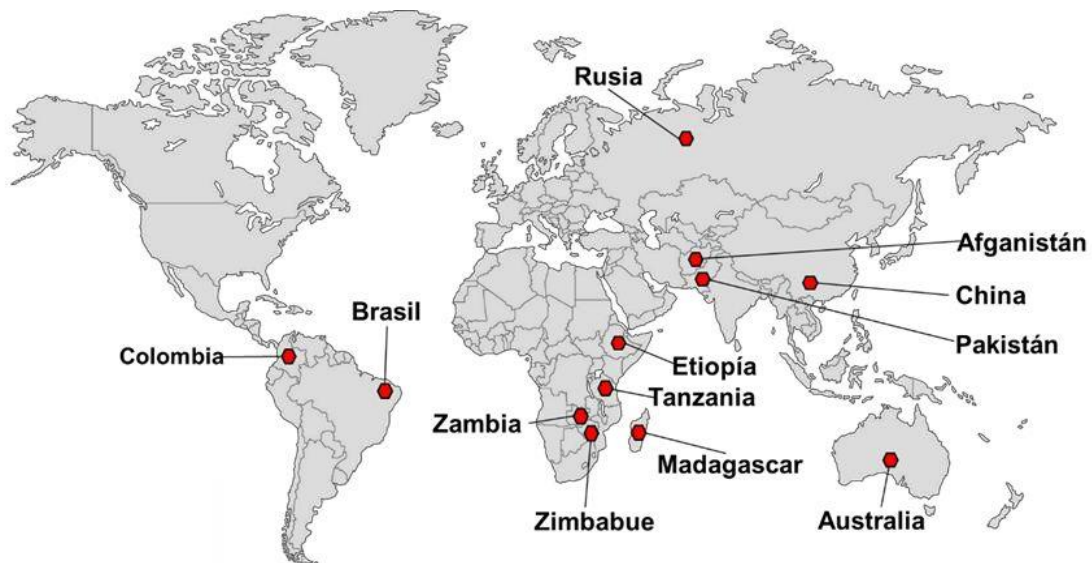 Rusia
Afganistán
China
Brasil
Pakistán
Colombia
Etiopía
Tanzania
Zambia
Madagascar
Zimbabue
Australia